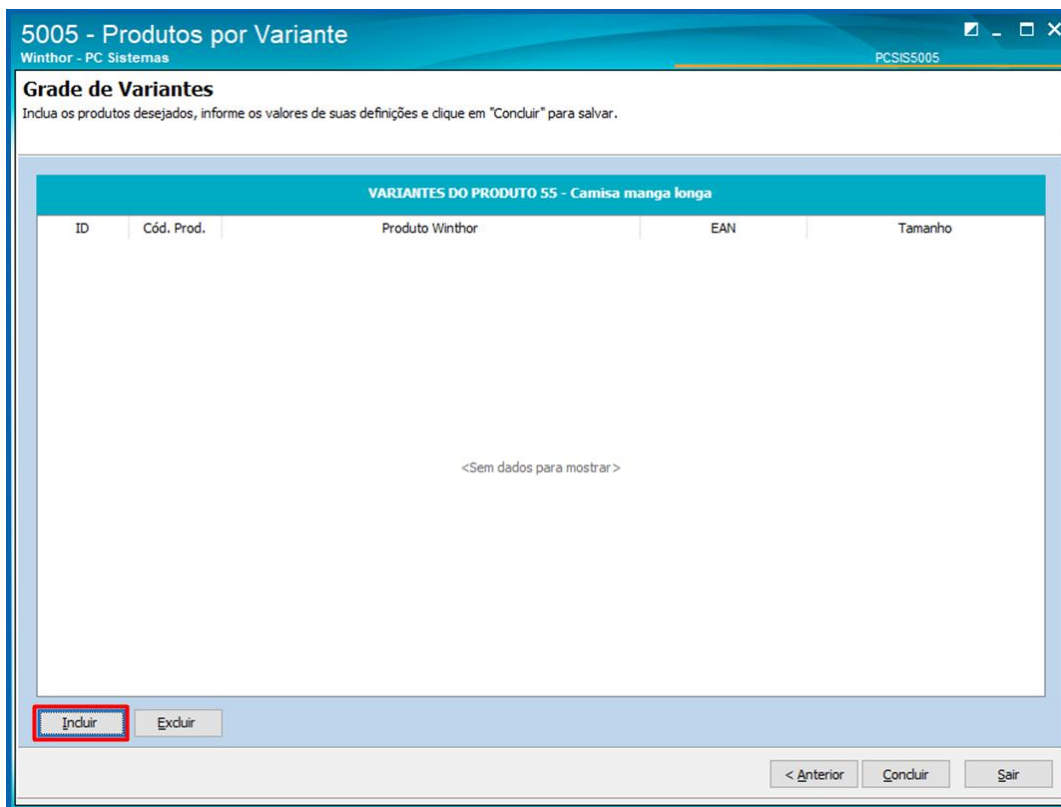 5005 - Produtos por Variante
Winthor - PC Sistemas
PCSIS5005
Grade de Variantes
Inclua os produtos desejados, informe os valores de suas definições e clique em "Concluir" para salvar.
VARIANTES DO PRODUTO 55 - Camisa manga longa
ID Cód. Prod. Produto Winthor EAN Tamanho
<Sem dados para mostrar>
Incluir Excluir
< Anterior Concluir Sair